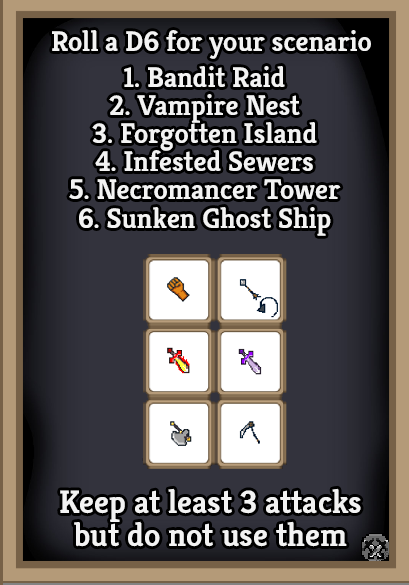 Roll a D6 for your scenario
1. Bandit Raid
2. Vampire Nest
3. Forgotten Island
4. Infested Sewers
5. Necromancer Tower
6. Sunken Ghost Ship
Keep at least 3 attacks
but do not use them